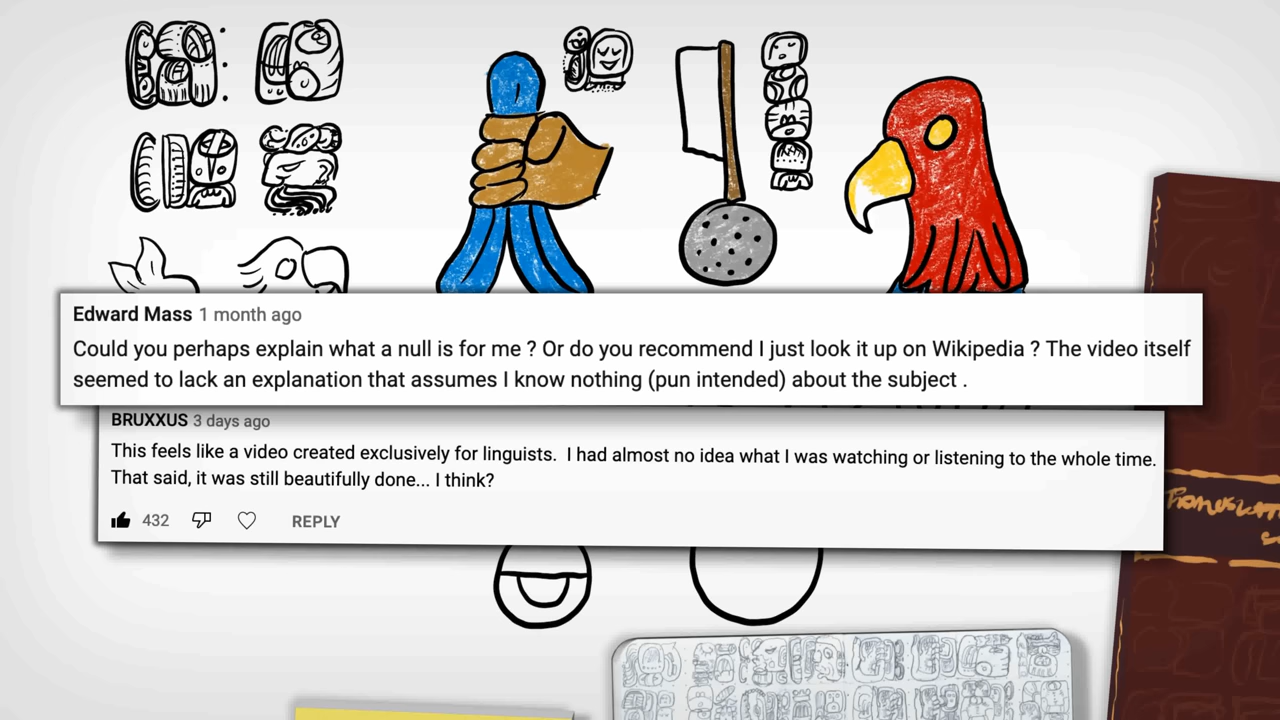 Edward Mass 1 month ago
Could you perhaps explain what a null is for me ? Or do you recommend I just look it up on Wikipedia ? The video itself
seemed to lack an explanation that assumes I know nothing (pun intended) about the subject .
BRUXXUS 3 days ago
This feels like a video created exclusively for linguists.  I had almost no idea what I was watching or listening to the whole time.
That said, it was still beautifully done... I think?
432 REPLY